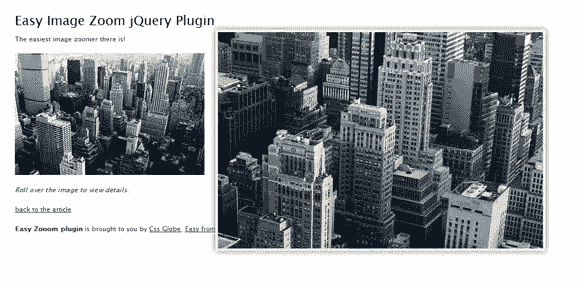 Easy Image Zoom jQuery Plugin
The easiest image zoomer there is!
Roll over the image to view details.
back to the article
Easy Zooom plugin is brought to you by Css Globe, Easy from